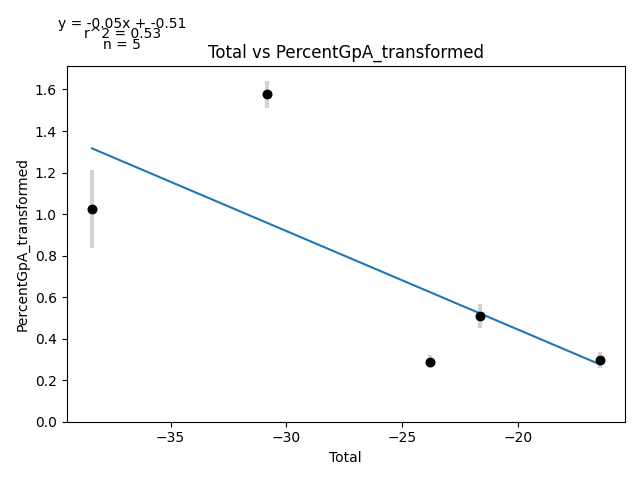 y = -0.05x + -0.51
r^2 = 0.53
n = 5
Total vs PercentGpA_transformed
PercentGpA_transformed
1.6
1.4
1.2
1.0
0.8
0.6
0.4
0.2
0.0
−35 −30 −25 −20
Total